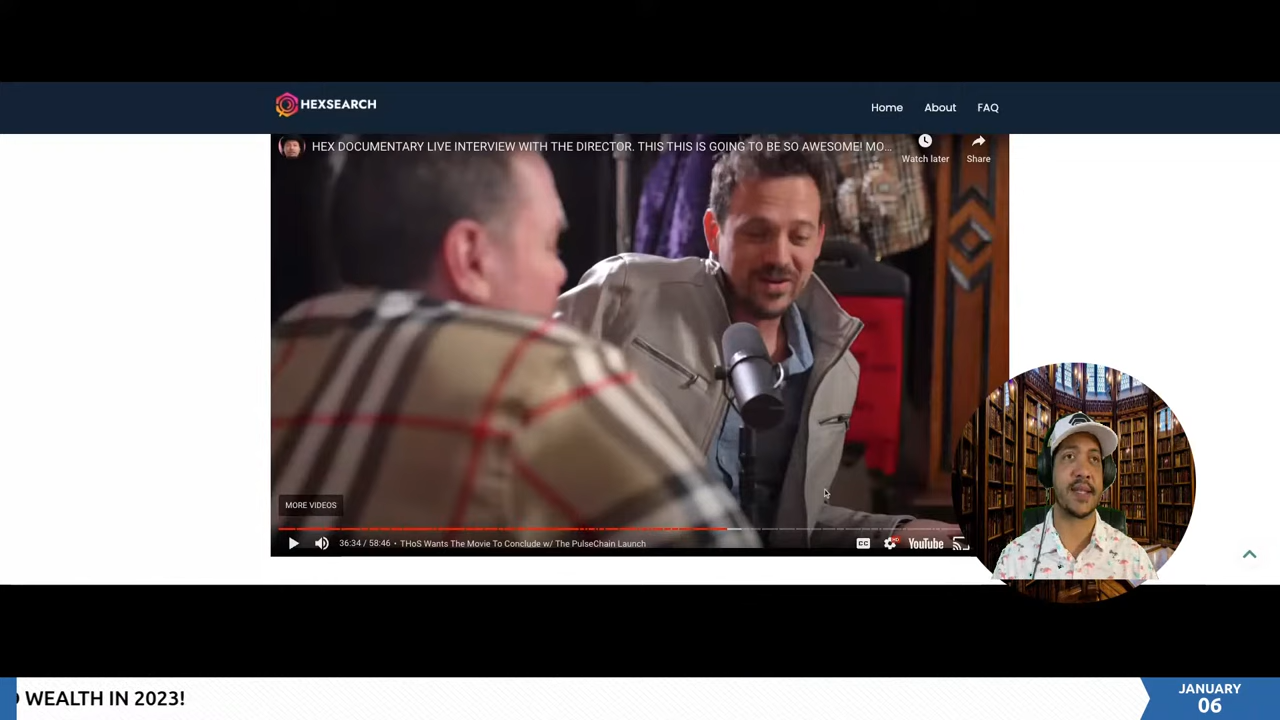 HEXSEARCH
Home About FAQ
HEX DOCUMENTARY LIVE INTERVIEW WITH THE DIRECTOR. THIS THIS IS GOING TO BE SO AWESOME! MO...
Watch later Share
MORE VIDEOS
36:34 / 58:46 • THoS Wants The Movie To Conclude w/ The PulseChain Launch
CC HD YouTube
WEALTH IN 2023!
JANUARY
06